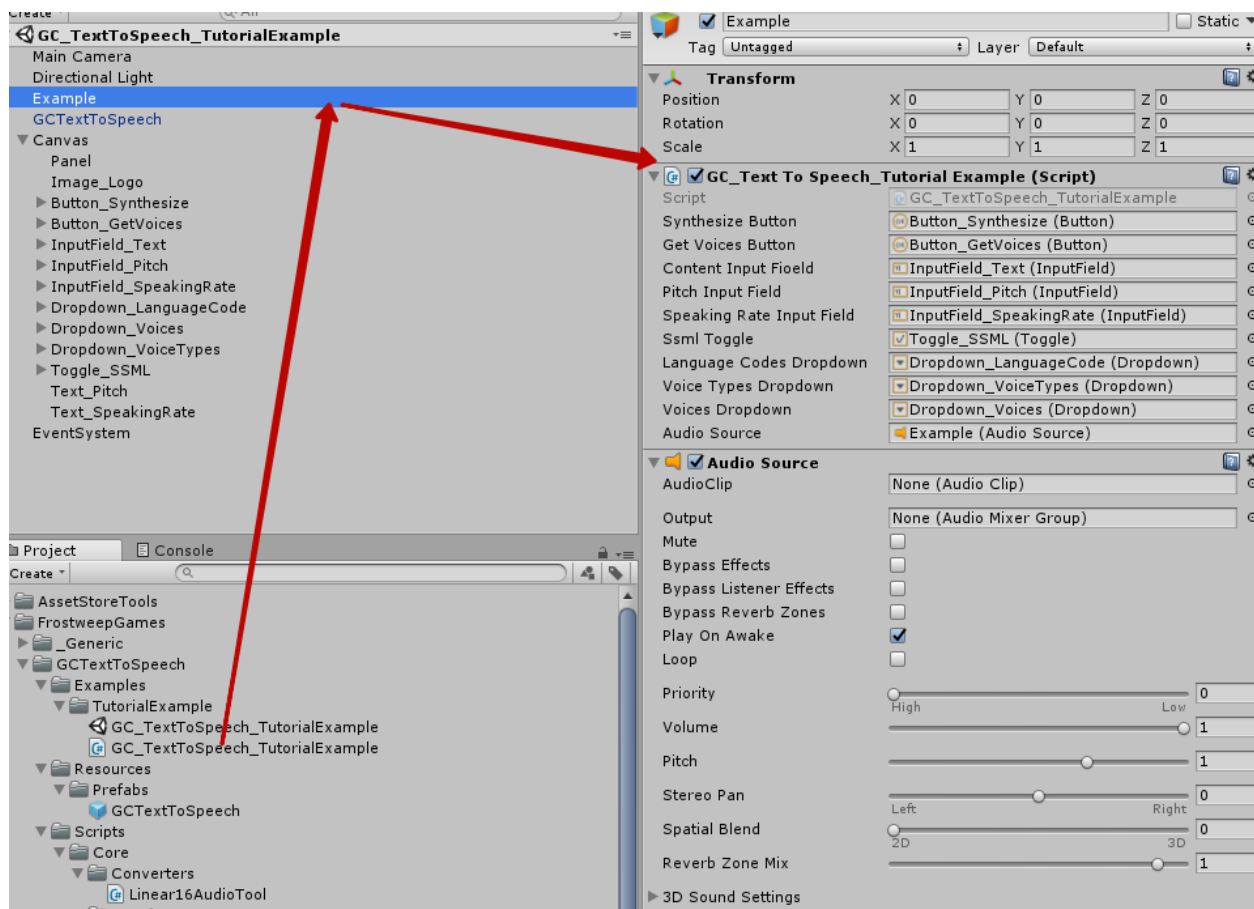 Create
GC_TextToSpeech_TutorialExample
Main Camera
Directional Light
Example
GCTextToSpeech
Canvas
Panel
Image_Logo
Button_Synthesize
Button_GetVoices
InputField_Text
InputField_Pitch
InputField_SpeakingRate
Dropdown_LanguageCode
Dropdown_Voices
Dropdown_VoiceTypes
Toggle_SSML
Text_Pitch
Text_SpeakingRate
EventSystem
Project Console
Create
AssetStoreTools
FrostweepGames
_Generic
GCTextToSpeech
Examples
TutorialExample
GC_TextToSpeech_TutorialExample
GC_TextToSpeech_TutorialExample
Resources
Prefabs
GCTextToSpeech
Scripts
Core
Converters
Linear16AudioTool
Example Static
Tag Untagged Layer Default
Transform
Position X 0 Y 0 Z 0
Rotation X 0 Y 0 Z 0
Scale X 1 Y 1 Z 1
GC_Text To Speech_Tutorial Example (Script)
Script GC_TextToSpeech_TutorialExample
Synthesize Button Button_Synthesize (Button)
Get Voices Button Button_GetVoices (Button)
Content Input Fioeld InputField_Text (InputField)
Pitch Input Field InputField_Pitch (InputField)
Speaking Rate Input Field InputField_SpeakingRate (InputField)
Ssml Toggle Toggle_SSML (Toggle)
Language Codes Dropdown Dropdown_LanguageCode (Dropdown)
Voice Types Dropdown Dropdown_VoiceTypes (Dropdown)
Voices Dropdown Dropdown_Voices (Dropdown)
Audio Source Example (Audio Source)
Audio Source
AudioClip None (Audio Clip)
Output None (Audio Mixer Group)
Mute
Bypass Effects
Bypass Listener Effects
Bypass Reverb Zones
Play On Awake
Loop
Priority 0
High Low
Volume 1
Pitch 1
Stereo Pan 0
Left Right
Spatial Blend 0
2D 3D
Reverb Zone Mix 1
3D Sound Settings